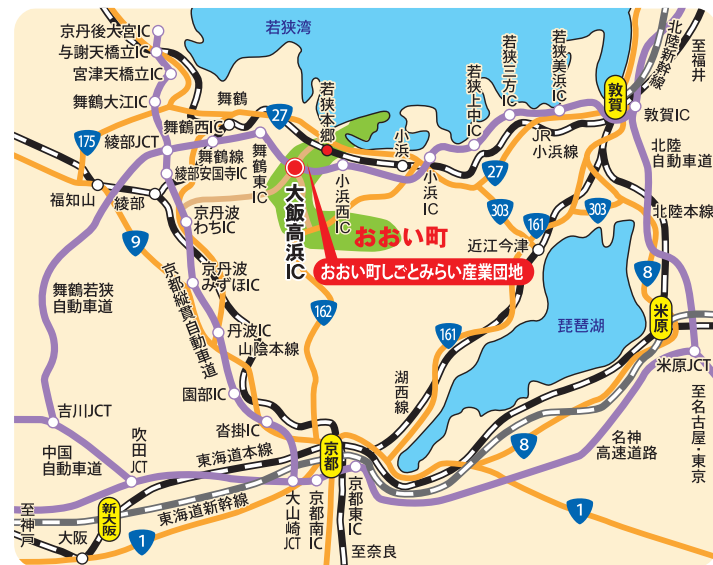 京丹後大宮IC
与謝天橋立IC
宮津天橋立IC
舞鶴大江IC
綾部JCT
舞鶴西IC
舞鶴
27
若狭湾
若狭本郷
小浜
若狭上中IC
若狭三方IC
若狭美浜IC
敦賀
北陸新幹線
至福井
敦賀IC
北陸
自動車道
北陸本線
175
舞鶴線
綾部安国寺IC
舞鶴東IC
大飯高浜IC
小浜西IC
小浜IC
JR
小浜線
27
303
161
303
福知山
綾部
京丹波
わちIC
おおい町
おおい町しごとみらい産業団地
近江今津
8
9
京丹波
みずほIC
舞鶴若狭
自動車道
京都縦貫自動車道
丹波IC
山陰本線
162
161
琵琶湖
米原
米原JCT
園部IC
湖西線
吉川JCT
沓掛IC
吹田JCT
中国
自動車道
東海道本線
京都
8
名神
高速道路
至名古屋・東京
新大阪
東海道新幹線
大山崎JCT
京都南IC
京都東IC
1
至神戸
大阪
1
至奈良